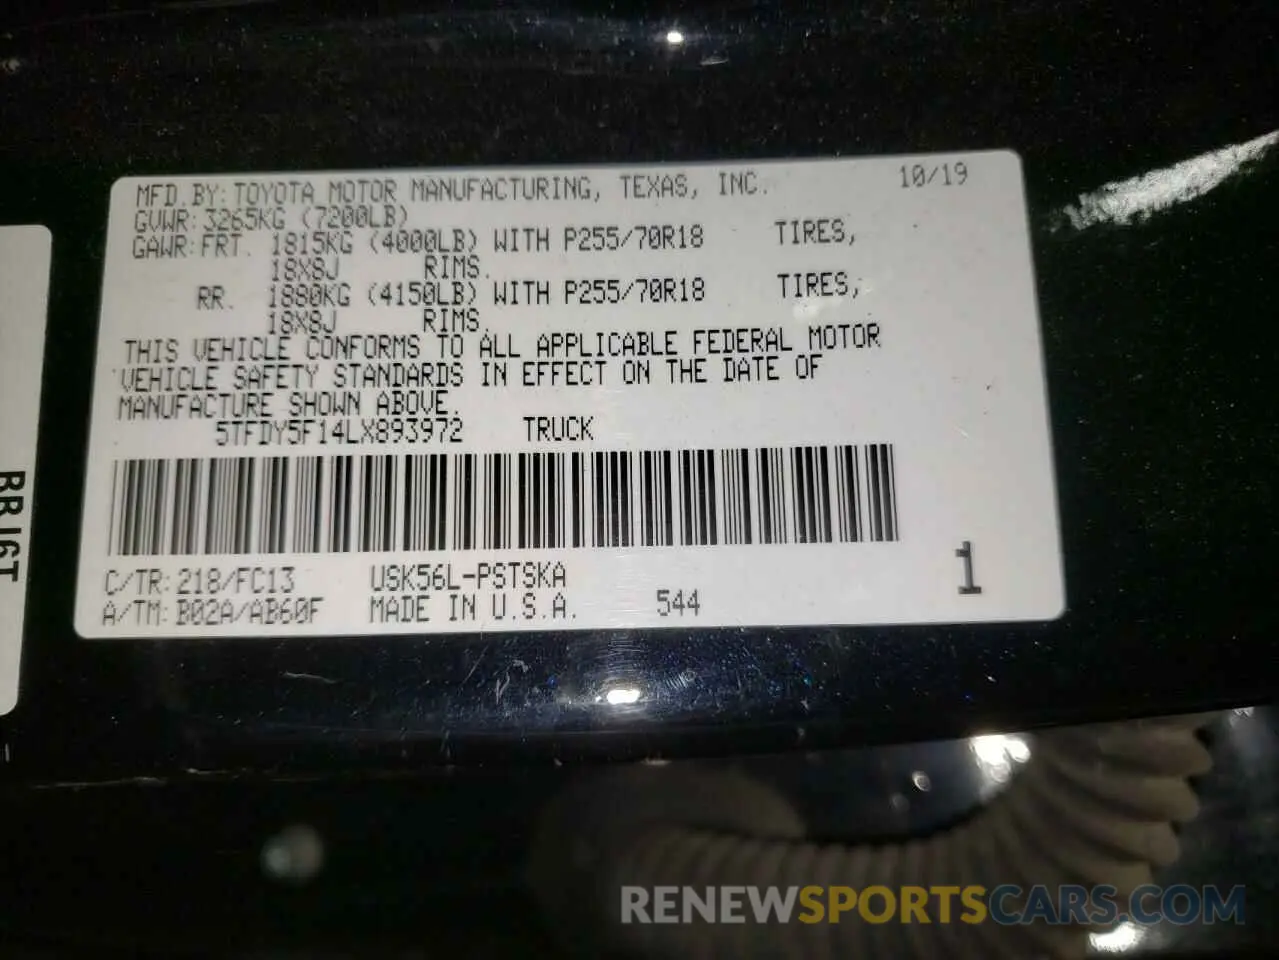 MFD.BY:TOYOTA MOTOR MANUFACTURING, TEXAS, INC. 10/19
GVWR:3265KG (7200LB)
GAWR:FRT. 1815KG (4000LB) WITH P255/70R18 TIRES,
18X8J RIMS.
RR. 1880KG (4150LB) WITH P255/70R18 TIRES,
18X8J RIMS.
THIS VEHICLE CONFORMS TO ALL APPLICABLE FEDERAL MOTOR
VEHICLE SAFETY STANDARDS IN EFFECT ON THE DATE OF
MANUFACTURE SHOWN ABOVE.
5TFDY5F14LX893972 TRUCK
C/TR:218/FC13 USK56L-PSTSKA
A/TM:B02A/AB60F MADE IN U.S.A. 544
1
RENEWSPORTSCARS.COM